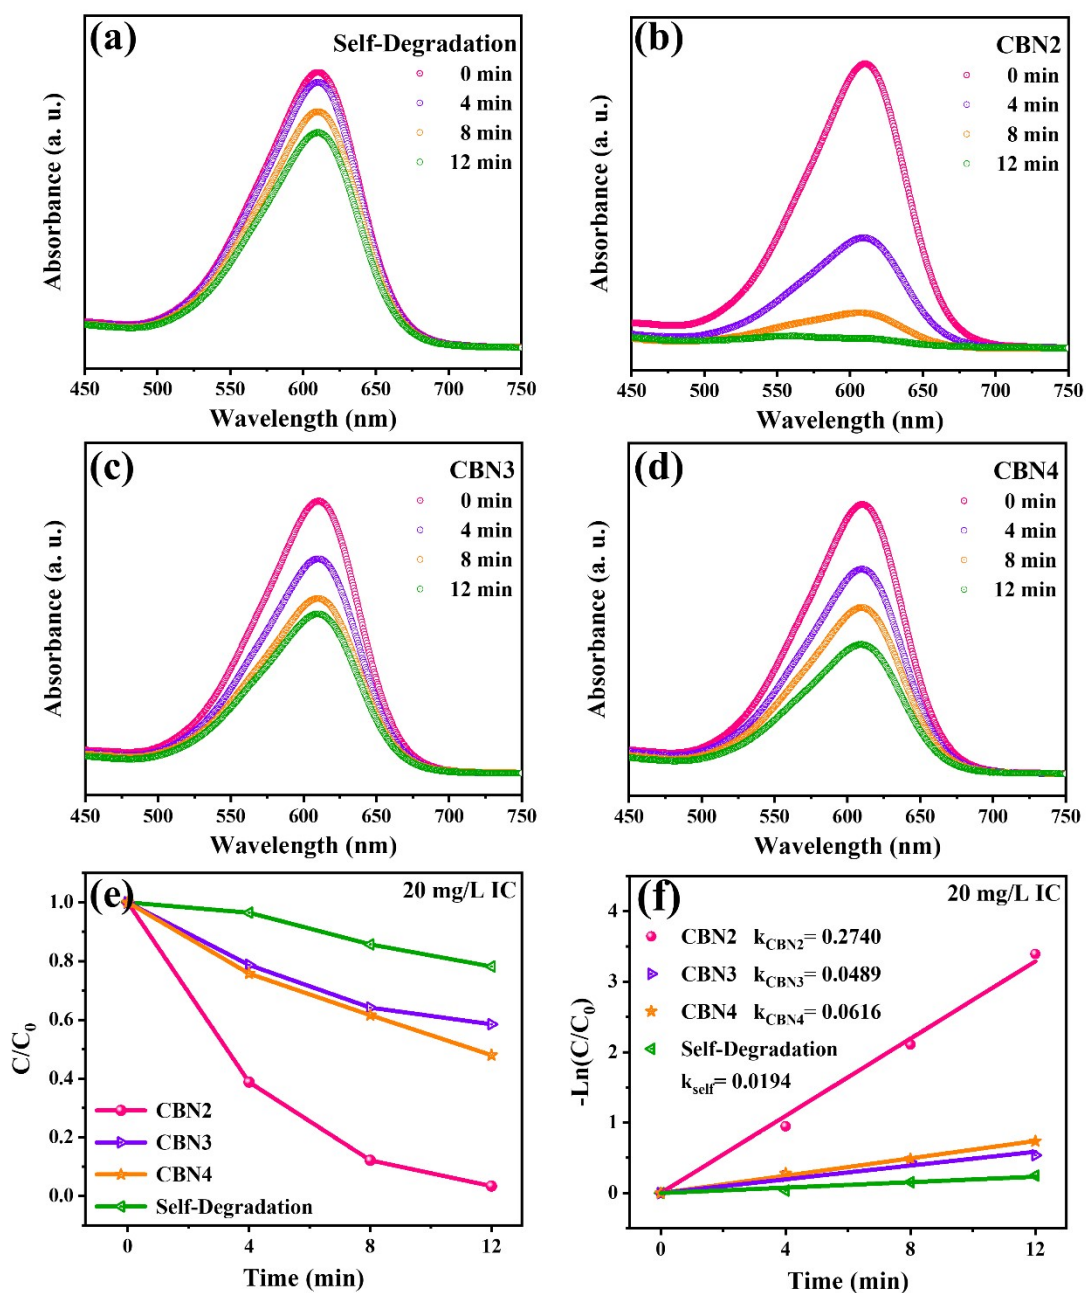 (a)
Self-Degradation
0 min
4 min
8 min
12 min
Absorbance (a. u.)
450 500 550 600 650 700 750
Wavelength (nm)
(b)
CBN2
0 min
4 min
8 min
12 min
Absorbance (a. u.)
450 500 550 600 650 700 750
Wavelength (nm)
(c)
CBN3
0 min
4 min
8 min
12 min
Absorbance (a. u.)
450 500 550 600 650 700 750
Wavelength (nm)
(d)
CBN4
0 min
4 min
8 min
12 min
Absorbance (a. u.)
450 500 550 600 650 700 750
Wavelength (nm)
(e)
20 mg/L IC
1.0
0.8
0.6
0.4
0.2
0.0
C/C0
CBN2
CBN3
CBN4
Self-Degradation
0 4 8 12
Time (min)
(f)
20 mg/L IC
4
3
2
1
0
-Ln(C/C0)
CBN2 kCBN2= 0.2740
CBN3 kCBN3= 0.0489
CBN4 kCBN4= 0.0616
Self-Degradation
kself= 0.0194
0 4 8 12
Time (min)